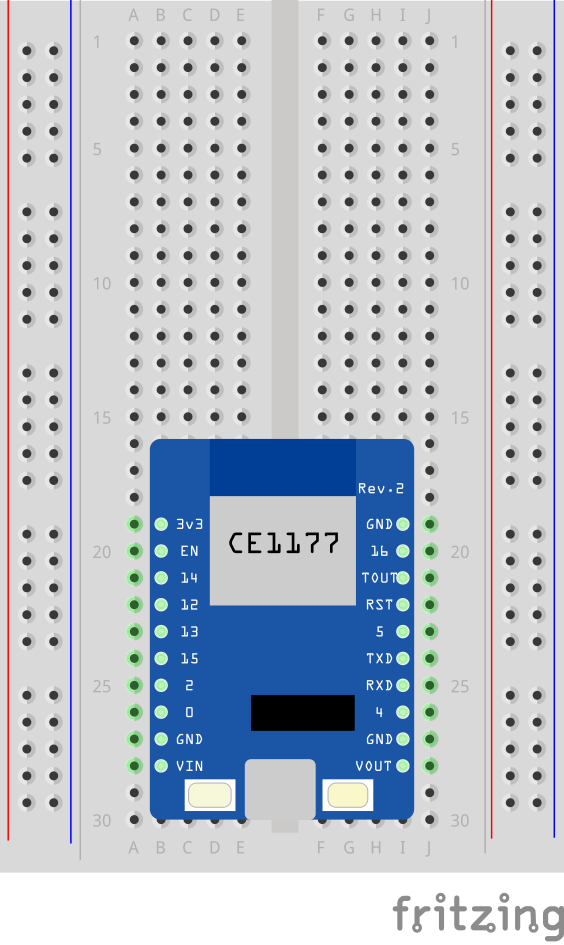 A B C D E F G H I J
1 1
5 5
10 10
15 15
Rev.2
3v3 CE1177 GND
EN 16
20 20
14 TOUT
12 RST
13 5
15 TXD
2 RXD
25 25
0 4
GND GND
VIN VOUT
30 30
A B C D E F G H I J
fritzing